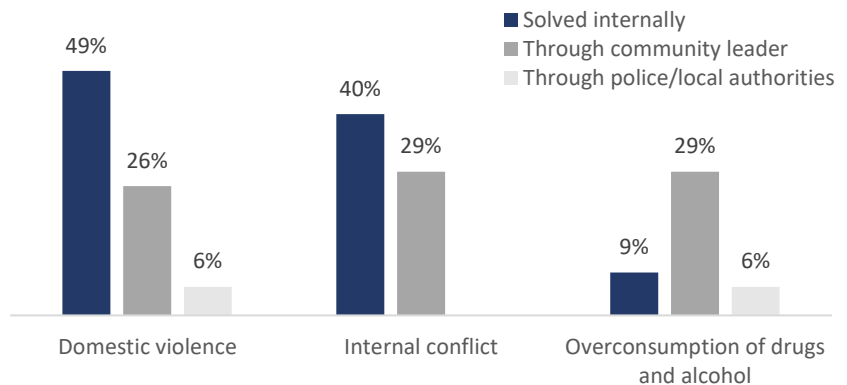 Solved internally
Through community leader
Through police/local authorities
49%
26%
6%
40%
29%
9%
29%
6%
Domestic violence
Internal conflict
Overconsumption of drugs
and alcohol